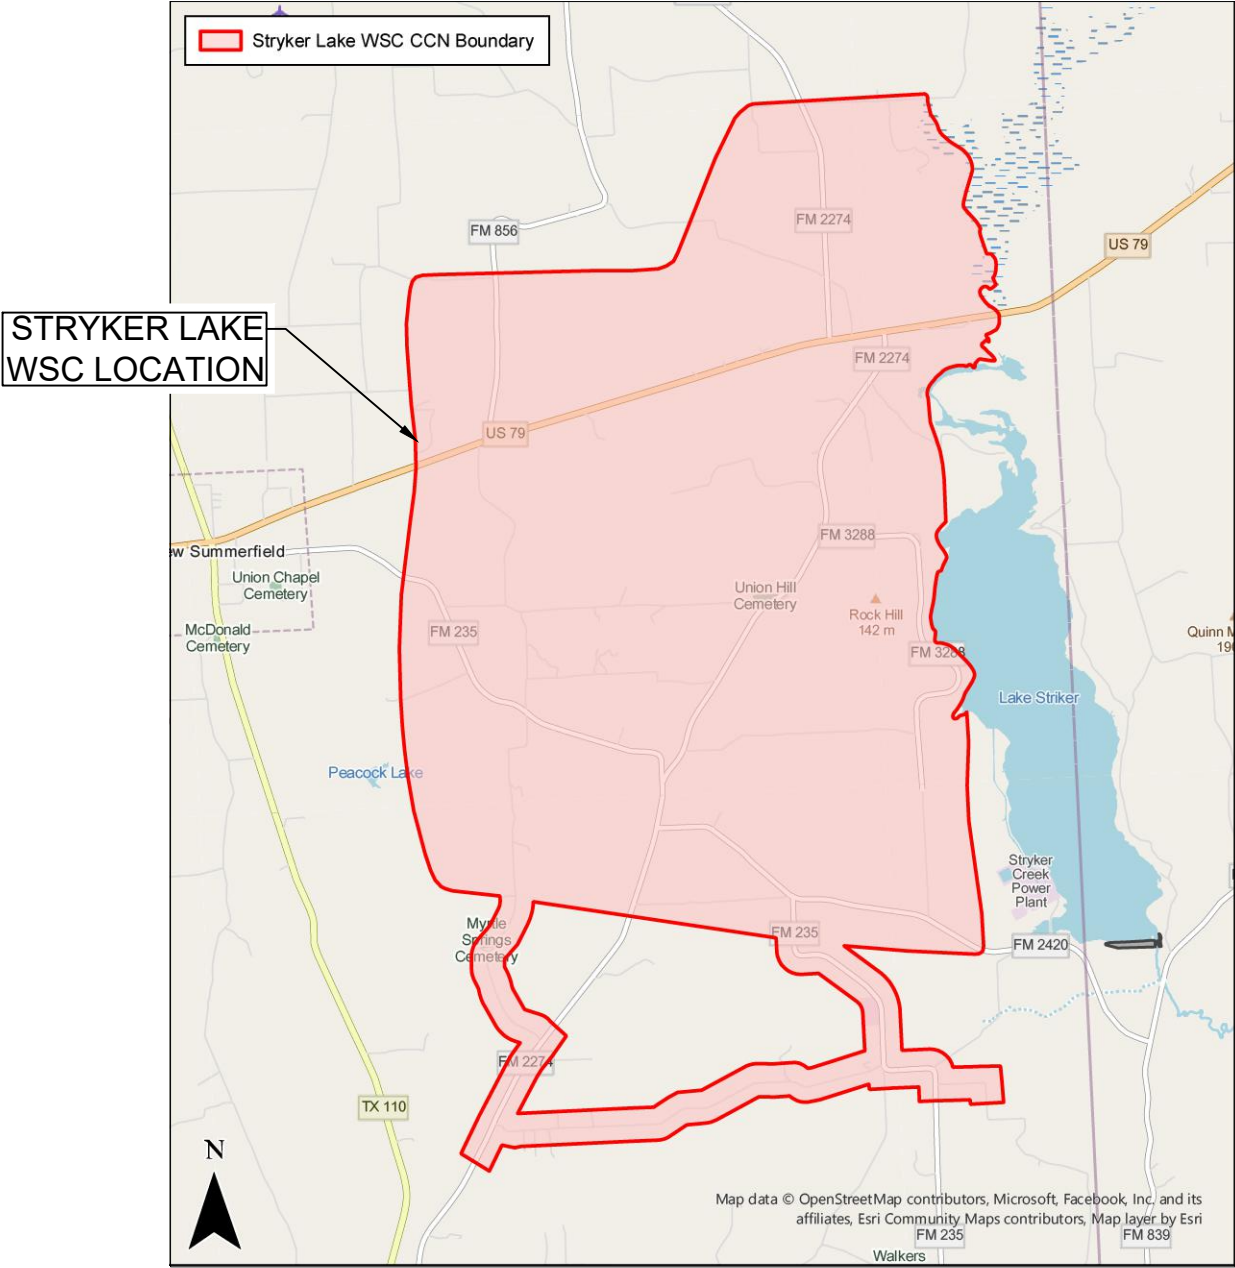 Stryker Lake WSC CCN Boundary
FM 2274
FM 856
US 79
STRYKER LAKE
WSC LOCATION
FM 2274
US 79
FM 3288
ew Summerfield
Union Chapel
Cemetery
Union Hill
Cemetery
Rock Hill
142 m
McDonald
Cemetery
FM 235
Quinn M
190
FM 3288
Lake Striker
Peacock Lake
Stryker
Creek
Power
Plant
Myrtle
Springs
Cemetery
FM 235
FM 2420
FM 2274
TX 110
N
Map data © OpenStreetMap contributors, Microsoft, Facebook, Inc. and its
affiliates, Esri Community Maps contributors, Map layer by Esri
FM 235
FM 839
Walkers